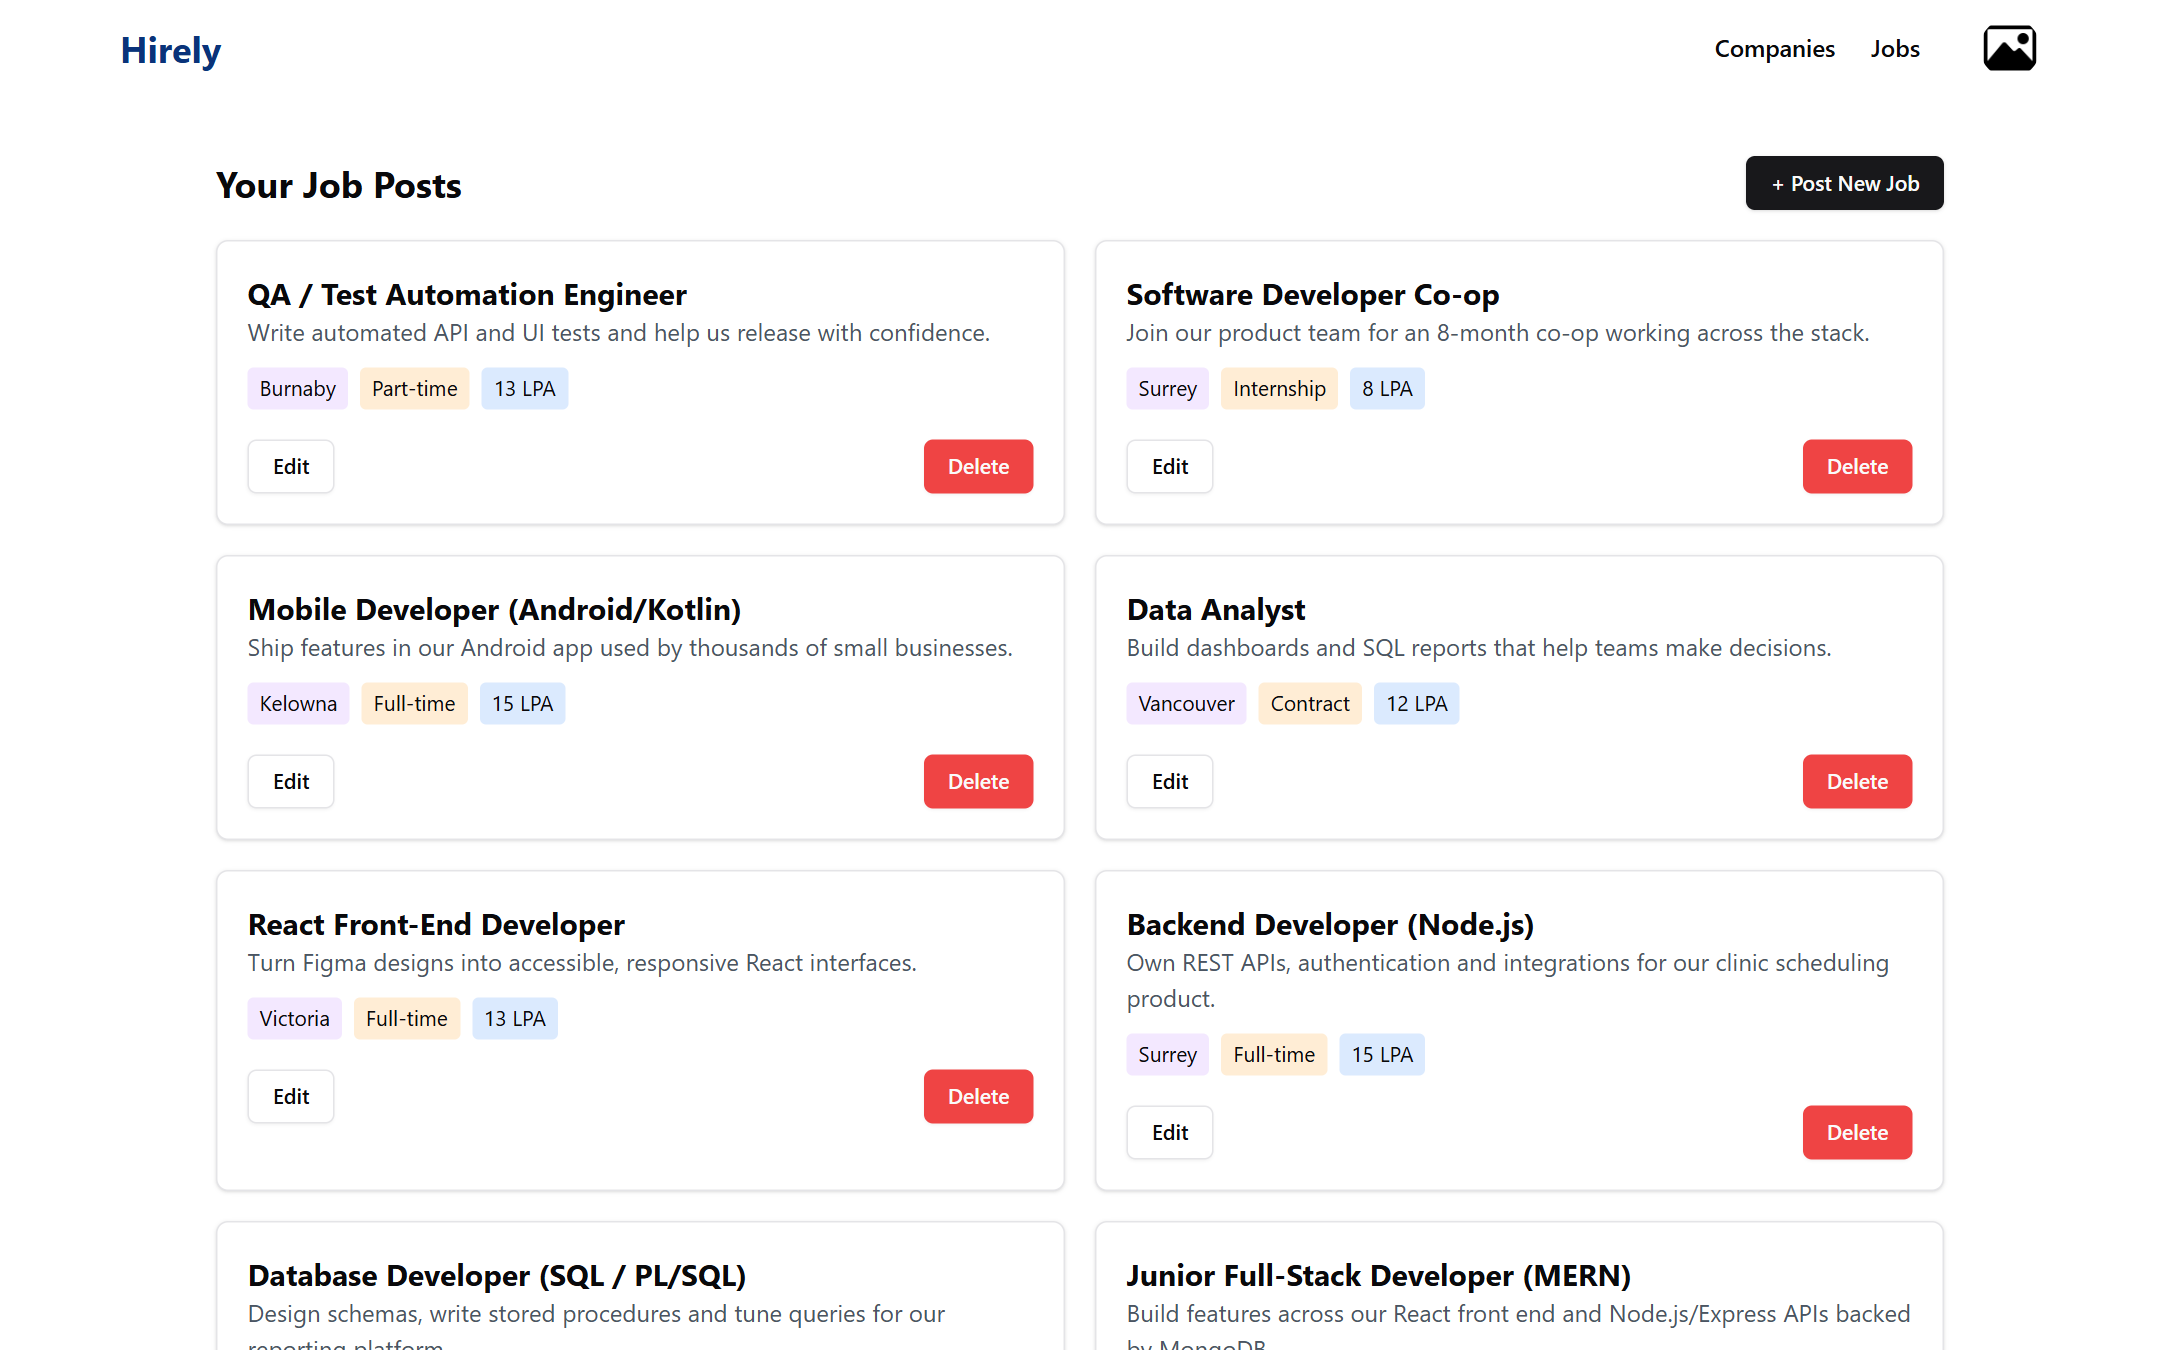 Hirely
Companies
Jobs
Your Job Posts
+ Post New Job
QA / Test Automation Engineer
Write automated API and UI tests and help us release with confidence.
Burnaby
Part-time
13 LPA
Edit
Delete
Software Developer Co-op
Join our product team for an 8-month co-op working across the stack.
Surrey
Internship
8 LPA
Edit
Delete
Mobile Developer (Android/Kotlin)
Ship features in our Android app used by thousands of small businesses.
Kelowna
Full-time
15 LPA
Edit
Delete
Data Analyst
Build dashboards and SQL reports that help teams make decisions.
Vancouver
Contract
12 LPA
Edit
Delete
React Front-End Developer
Turn Figma designs into accessible, responsive React interfaces.
Victoria
Full-time
13 LPA
Edit
Delete
Backend Developer (Node.js)
Own REST APIs, authentication and integrations for our clinic scheduling
product.
Surrey
Full-time
15 LPA
Edit
Delete
Database Developer (SQL / PL/SQL)
Design schemas, write stored procedures and tune queries for our
reporting platform.
Junior Full-Stack Developer (MERN)
Build features across our React front end and Node.js/Express APIs backed
by MongoDB.